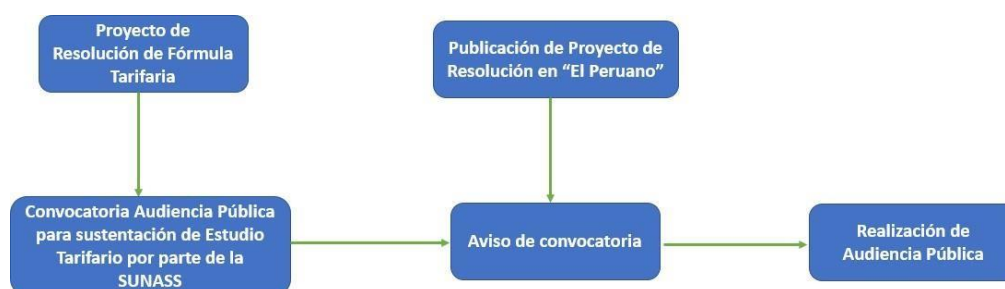 Proyecto de
Resolución de Fórmula
Tarifaria
Publicación de Proyecto de
Resolución en “El Peruano”
Convocatoria Audiencia Pública
para sustentación de Estudio
Tarifario por parte de la
SUNASS
Aviso de convocatoria
Realización de
Audiencia Pública